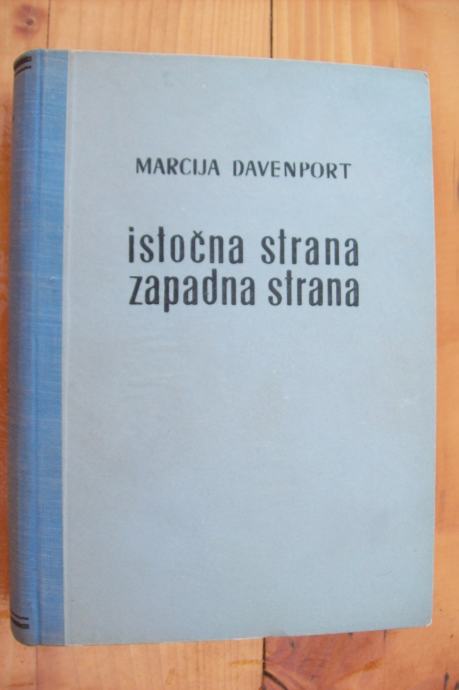 MARCIJA DAVENPORT
istočna strana
zapadna strana